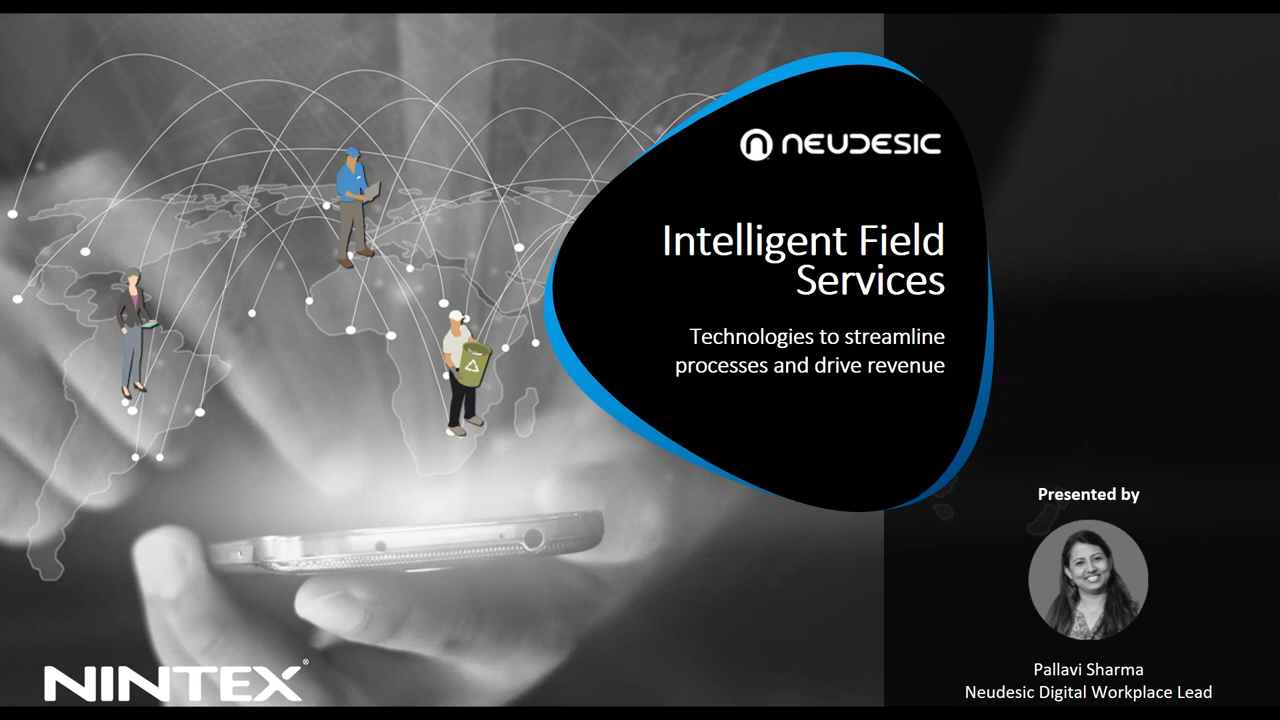 NEUDESIC
Intelligent Field
Services
Technologies to streamline
processes and drive revenue
Presented by
Pallavi Sharma
Neudesic Digital Workplace Lead
NINTEX®